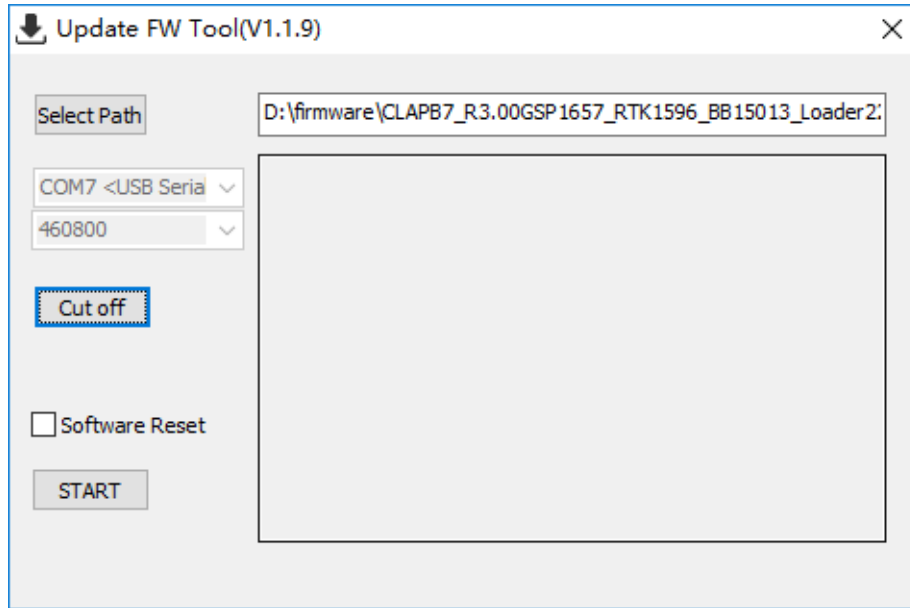 Update FW Tool(V1.1.9)
Select Path
D:\firmware\CLAPB7_R3.00GSP1657_RTK1596_BB15013_Loader2
COM7 <USB Seria
460800
Cut off
Software Reset
START